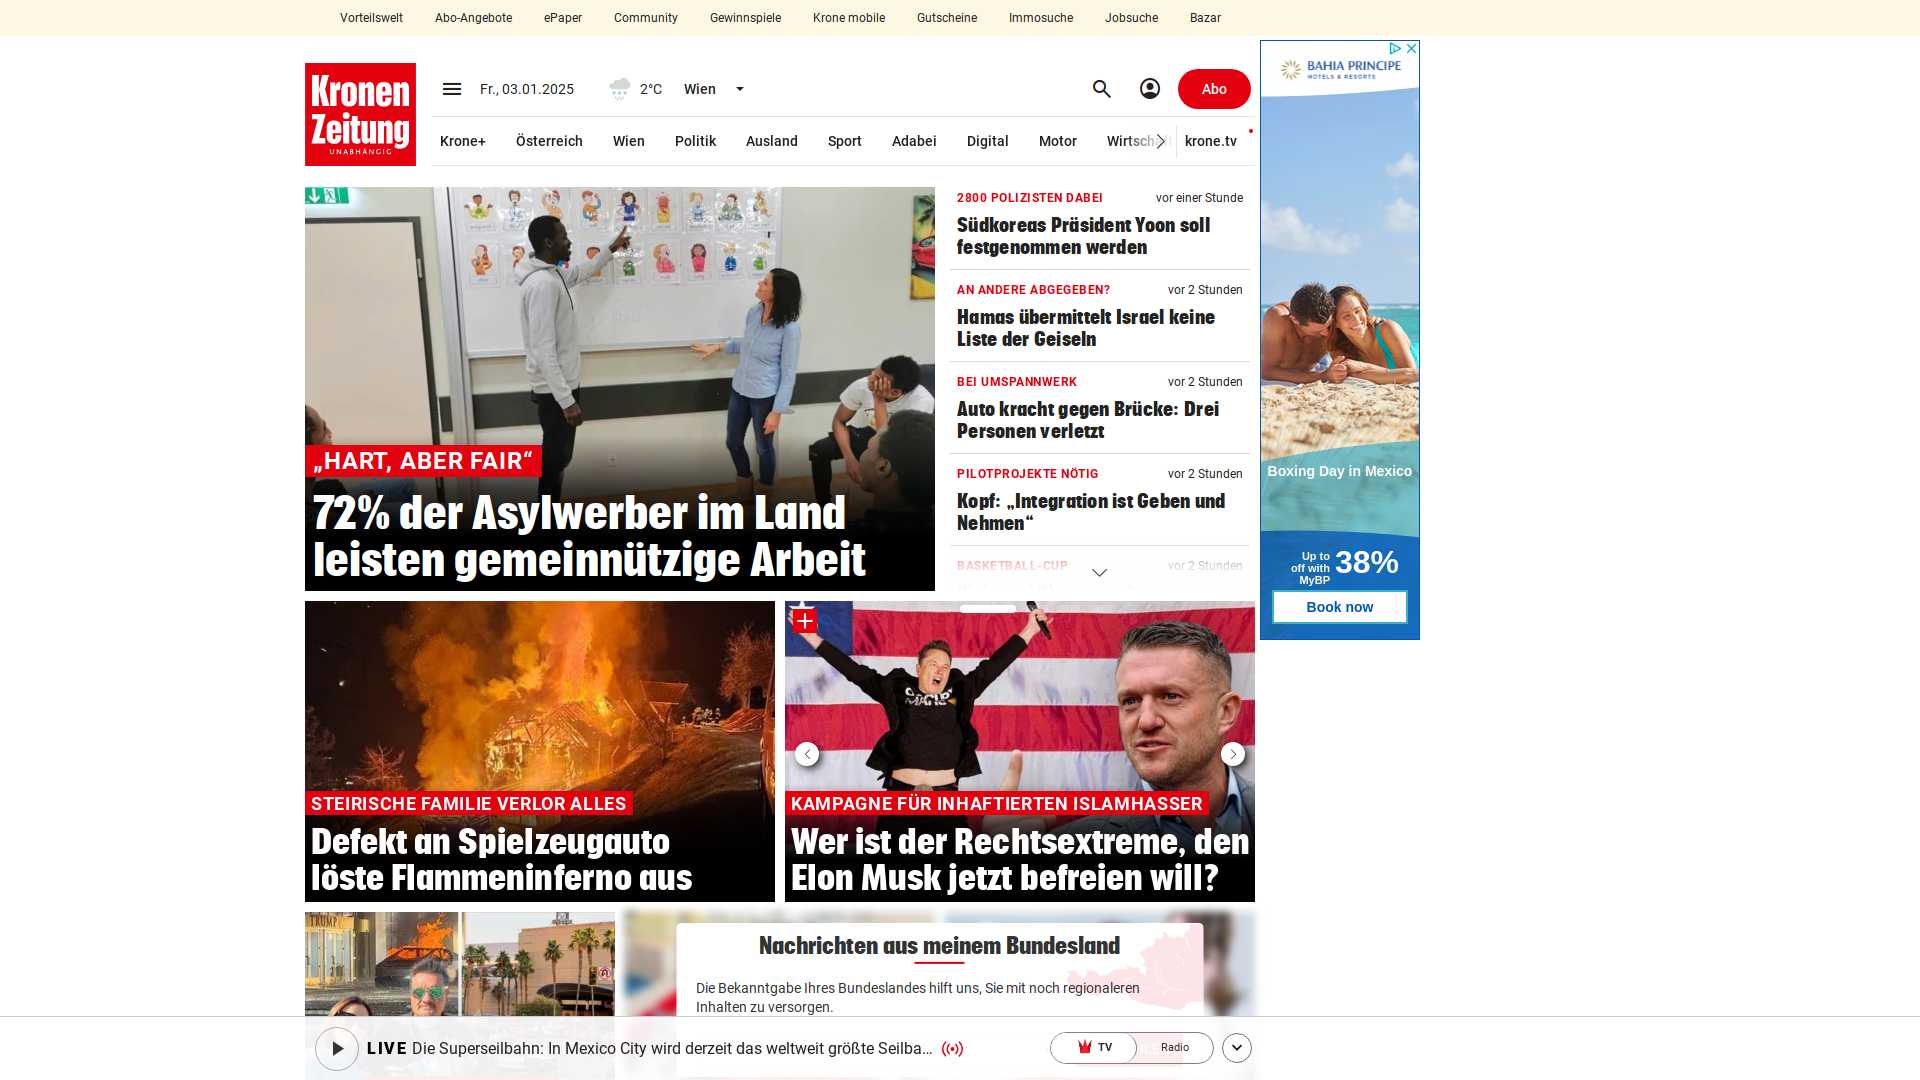 Vorteilswelt Abo-Angebote ePaper Community Gewinnspiele Krone mobile Gutscheine Immosuche Jobsuche Bazar
Kronen
Zeitung
UNABHÄNGIG
Fr., 03.01.2025 2°C Wien Abo
Krone+ Österreich Wien Politik Ausland Sport Adabei Digital Motor Wirtschaft krone.tv
„HART, ABER FAIR“
72% der Asylwerber im Land
leisten gemeinnützige Arbeit
2800 POLIZISTEN DABEI vor einer Stunde
Südkoreas Präsident Yoon soll
festgenommen werden
AN ANDERE ABGEGEBEN? vor 2 Stunden
Hamas übermittelt Israel keine
Liste der Geiseln
BEI UMSPANNWERK vor 2 Stunden
Auto kracht gegen Brücke: Drei
Personen verletzt
PILOTPROJEKTE NÖTIG vor 2 Stunden
Kopf: „Integration ist Geben und
Nehmen“
BASKETBALL-CUP vor 2 Stunden
BAHIA PRINCIPE
HOTELS & RESORTS
Boxing Day in Mexico
Up to
off with
MyBP
38%
Book now
STEIRISCHE FAMILIE VERLOR ALLES
Defekt an Spielzeugauto
löste Flammeninferno aus
OCCUPY
MARS
KAMPAGNE FÜR INHAFTIERTEN ISLAMHASSER
Wer ist der Rechtsextreme, den
Elon Musk jetzt befreien will?
TRUMP
Nachrichten aus meinem Bundesland
Die Bekanntgabe Ihres Bundeslandes hilft uns, Sie mit noch regionaleren
Inhalten zu versorgen.
LIVE Die Superseilbahn: In Mexico City wird derzeit das weltweit größte Seilba... TV Radio